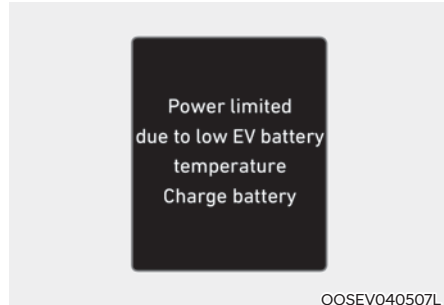 Power limited
due to low EV battery
temperature
Charge battery
OOSEV040507L